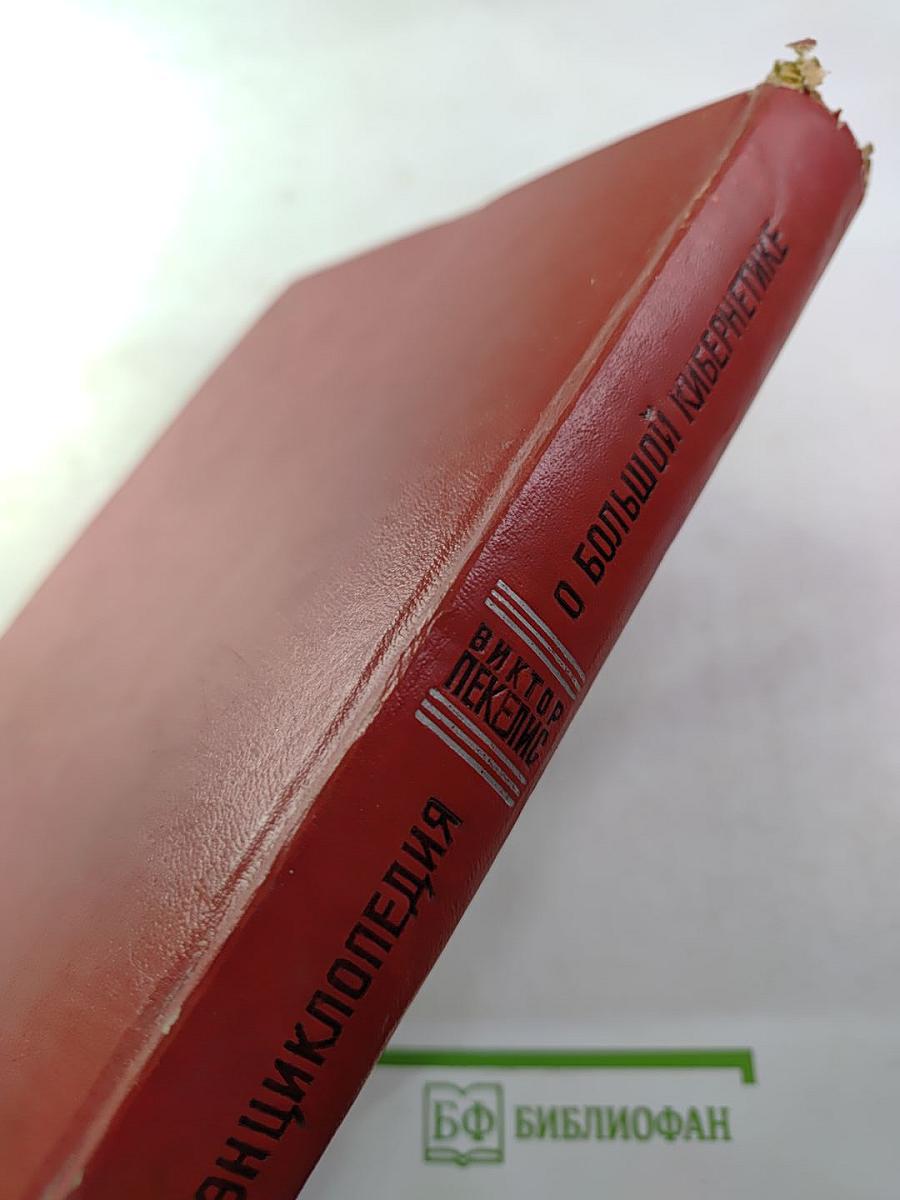 ЭНЦИКЛОПЕДИЯ
ВИКТОР
ПЕКЕЛИС
О БОЛЬШОЙ КИБЕРНЕТИКЕ
БФ БИБЛИОФАН